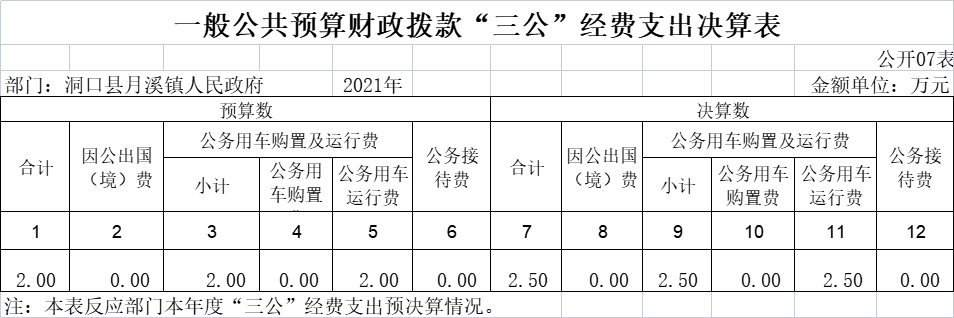 一般公共预算财政拨款“三公”经费支出决算表
公开07表
部门：洞口县月溪镇人民政府 2021年 金额单位：万元
预算数 决算数
合计 因公出国（境）费 公务用车购置及运行费 公务接待费 合计 因公出国（境）费 公务用车购置及运行费 公务接待费
小计 公务用车购置 公务用车运行费 小计 公务用车购置费 公务用车运行费
1 2 3 4 5 6 7 8 9 10 11 12
2.00 0.00 2.00 0.00 2.00 0.00 2.50 0.00 2.50 0.00 2.50 0.00
注：本表反应部门本年度“三公”经费支出预决算情况。